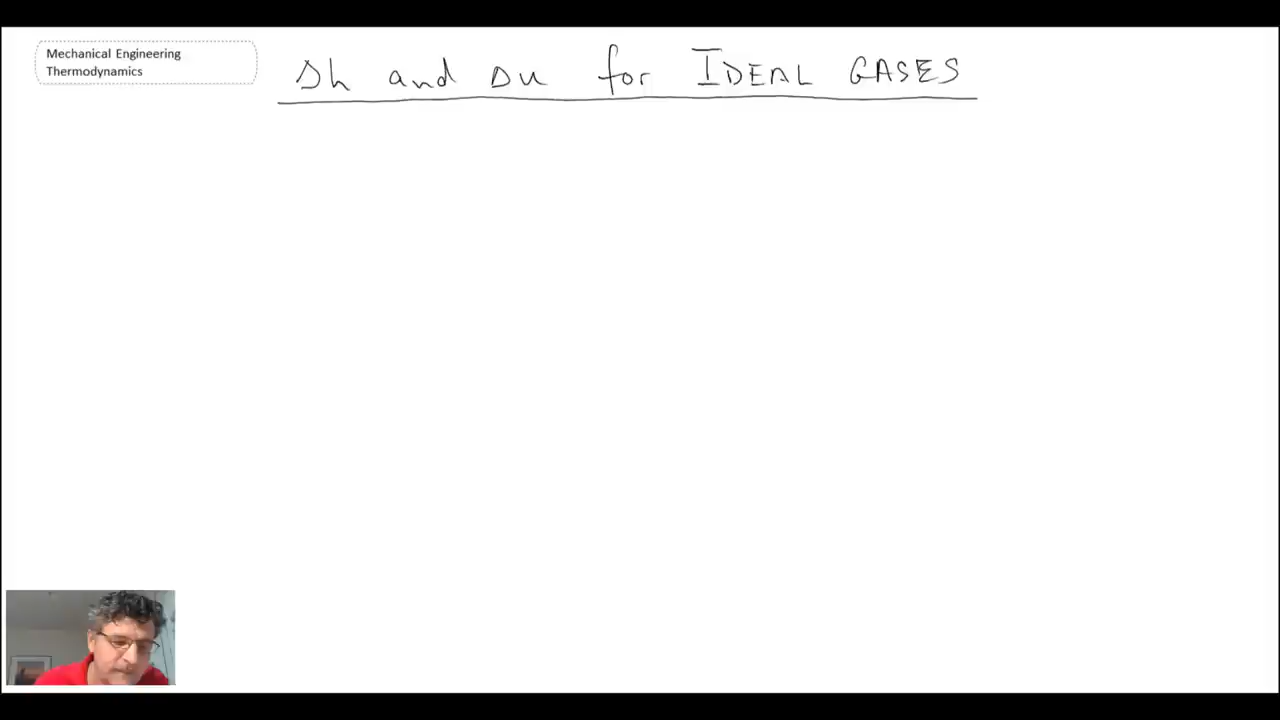 Mechanical Engineering
Thermodynamics
Δh and Δu for IDEAL GASES